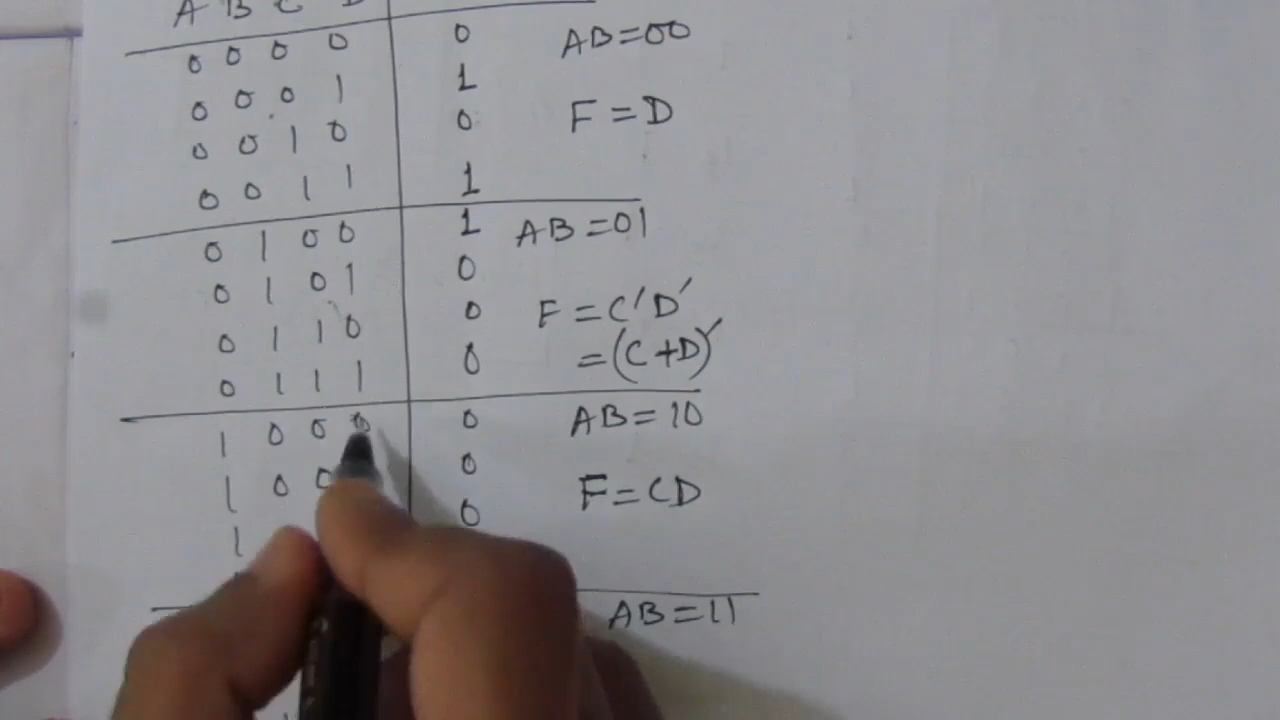 A B C D
0 0 0 0 0 AB=00
0 0 0 1 1
F=D
0 0 1 0 0
0 0 1 1 1
0 1 0 0 1 AB=01
0 1 0 1 0
0 1 1 0 0 F=C'D'
0 1 1 1 0 =(C+D)'
1 0 0 0 0 AB=10
1 0 0 0
F=CD
1 0
AB=11